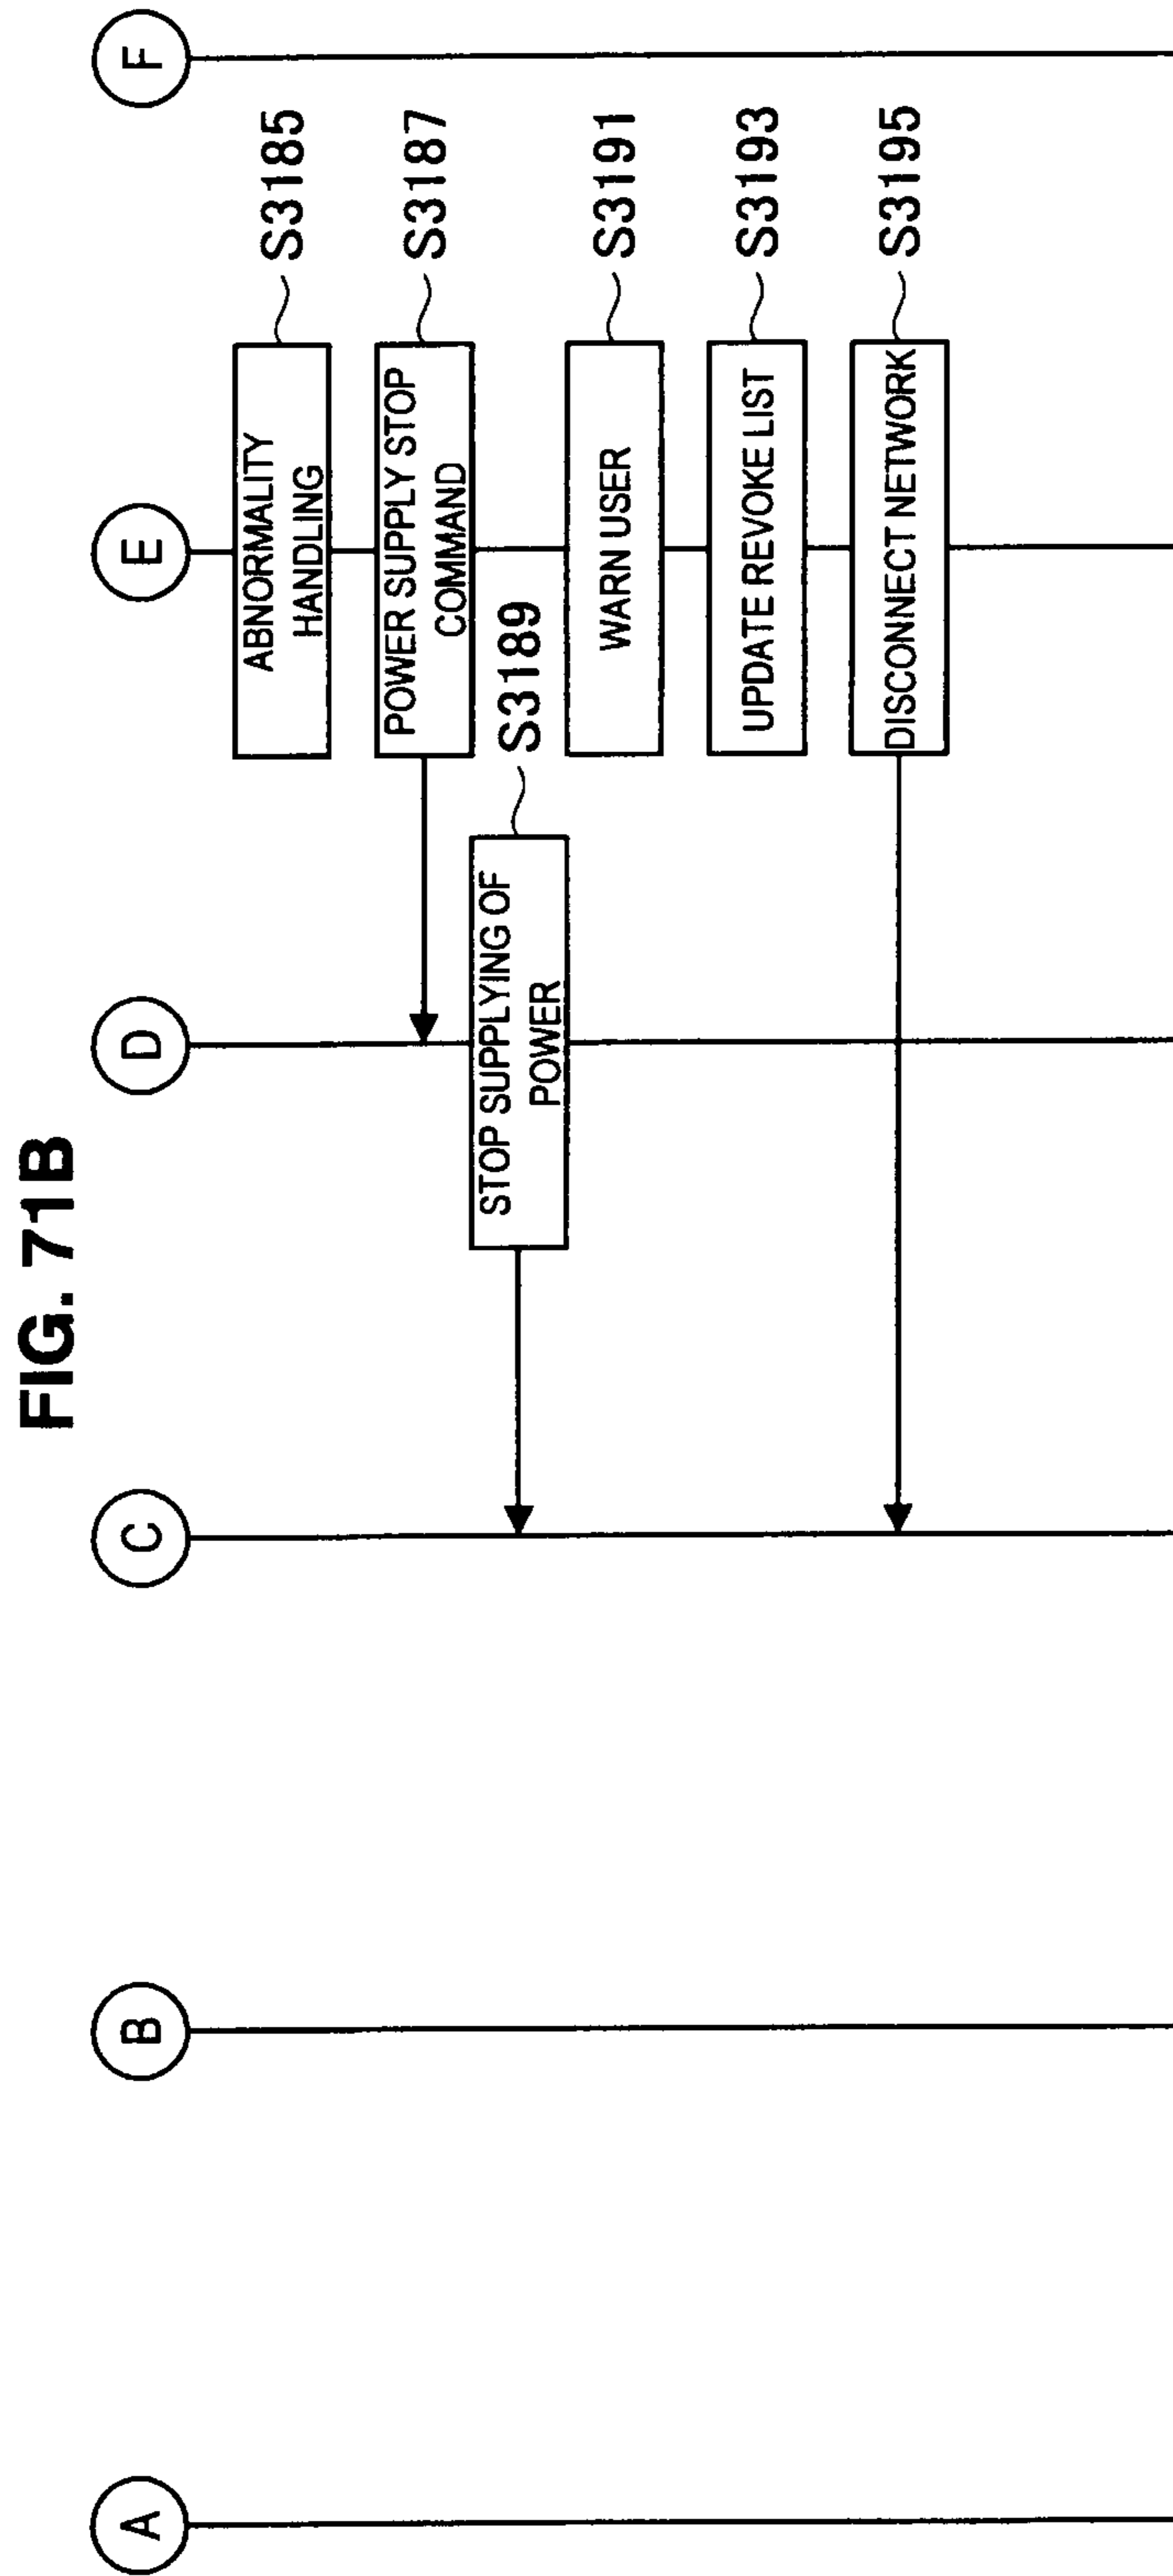 FIG. 71B
A
B
C
D
E
F
ABNORMALITY
HANDLING
S3185
POWER SUPPLY STOP
COMMAND
S3187
STOP SUPPLYING OF
POWER
S3189
WARN USER
S3191
UPDATE REVOKE LIST
S3193
DISCONNECT NETWORK
S3195